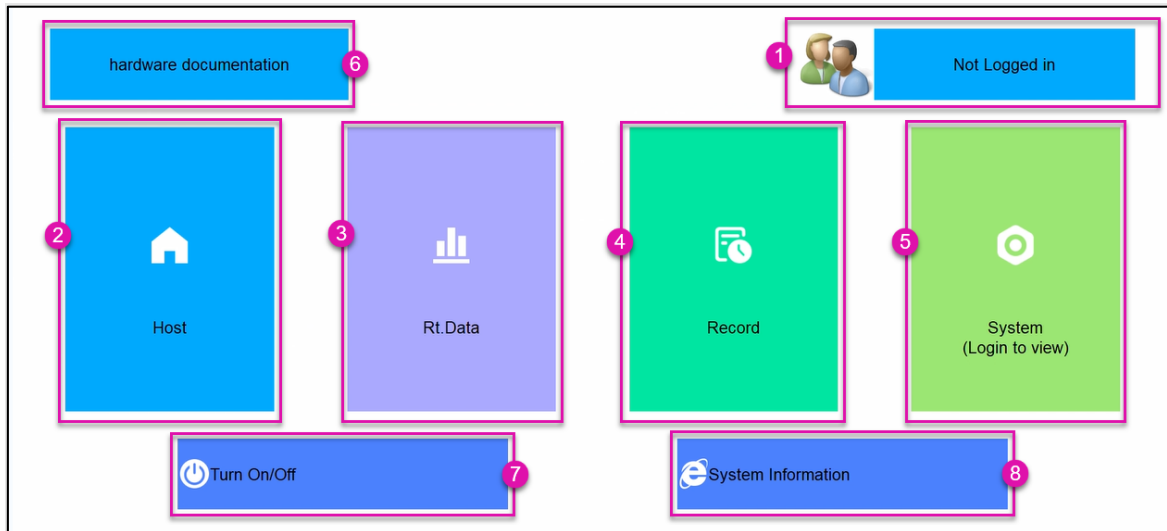 hardware documentation
6
1
Not Logged in
2
Host
3
Rt.Data
4
Record
5
System
(Login to view)
Turn On/Off
7
System Information
8